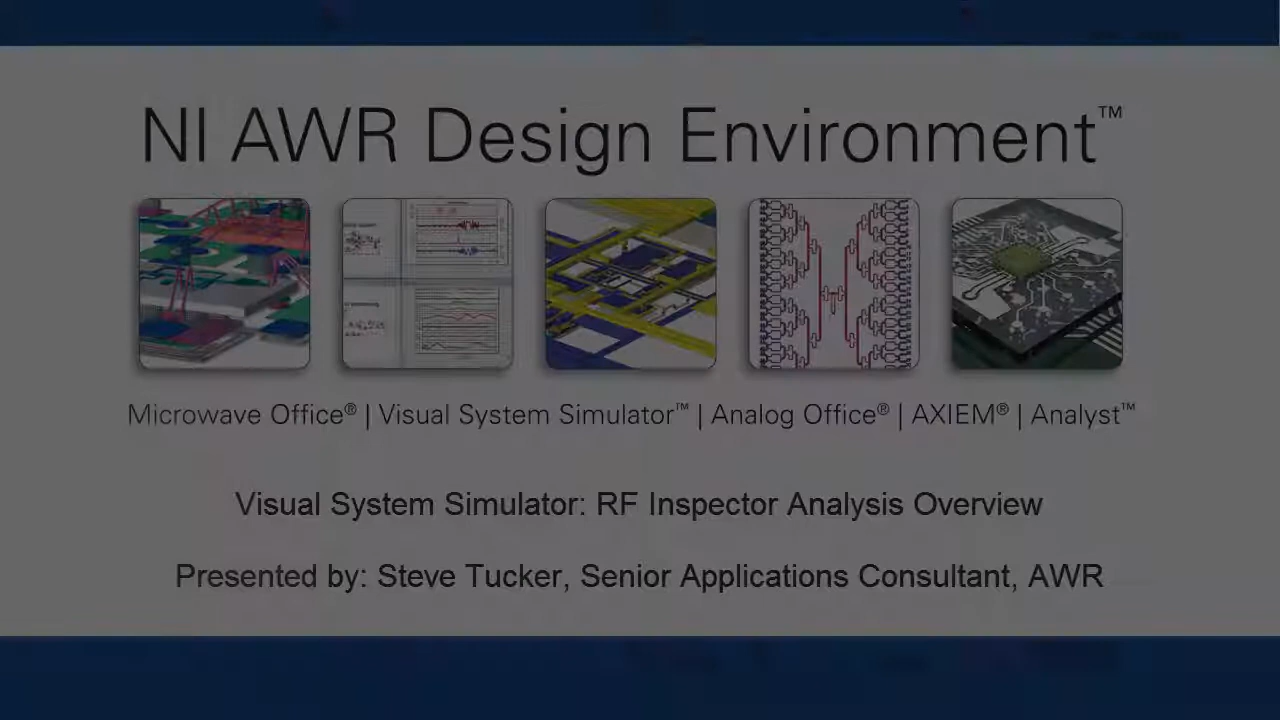 NI AWR Design Environment™
Microwave Office® | Visual System Simulator™ | Analog Office® | AXIEM® | Analyst™
Visual System Simulator: RF Inspector Analysis Overview
Presented by: Steve Tucker, Senior Applications Consultant, AWR